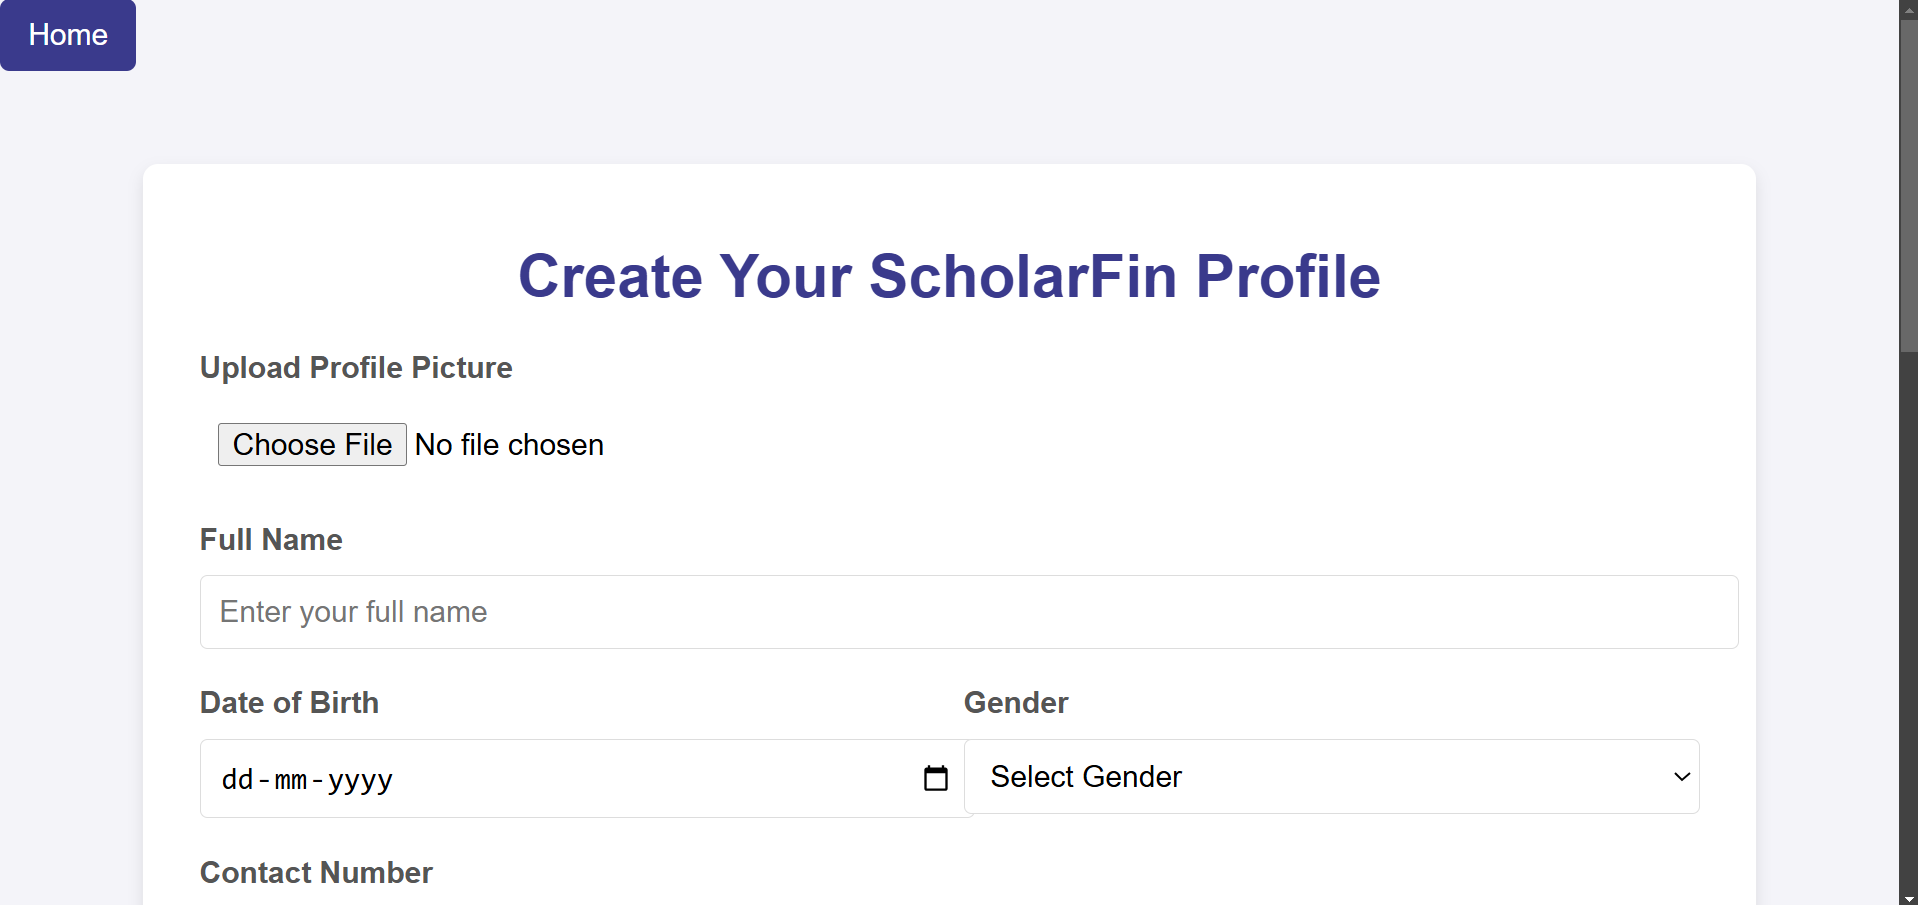 Home
Create Your ScholarFin Profile
Upload Profile Picture
Choose File No file chosen
Full Name
Enter your full name
Date of Birth Gender
dd-mm-yyyy Select Gender
Contact Number